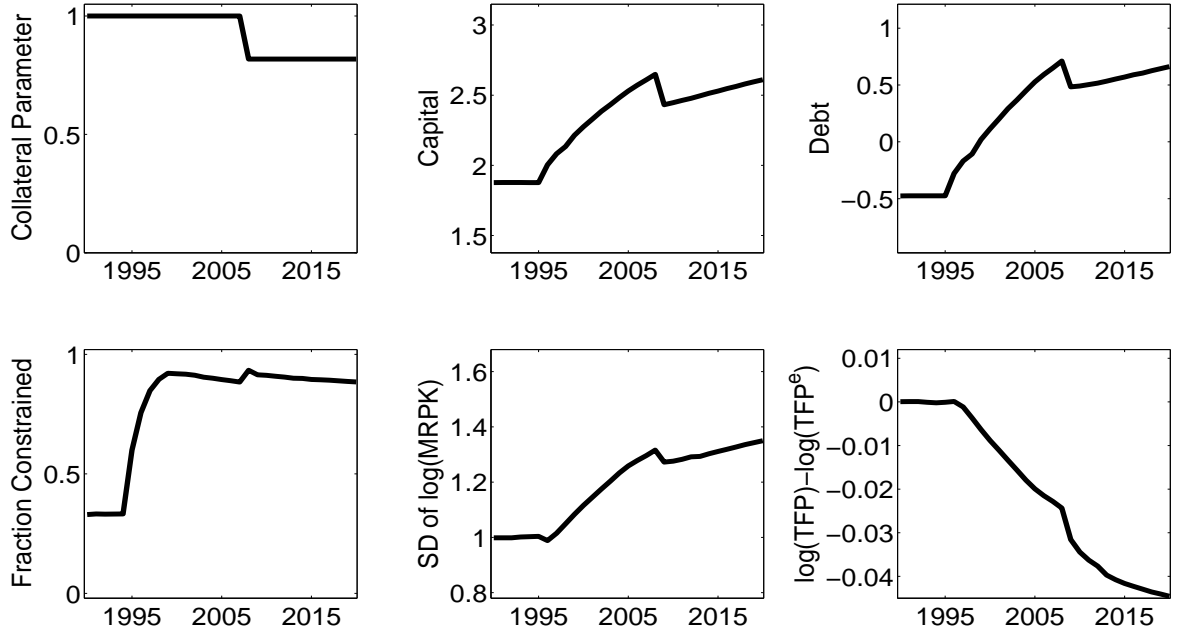 Collateral Parameter
1
0.5
0
1995 2005 2015
Capital
3
2.5
2
1.5
1995 2005 2015
Debt
1
0.5
0
−0.5
1995 2005 2015
Fraction Constrained
1
0.5
0
1995 2005 2015
SD of log(MRPK)
1.6
1.4
1.2
1
0.8
1995 2005 2015
log(TFP)−log(TFPe)
0.01
0
−0.01
−0.02
−0.03
−0.04
1995 2005 2015